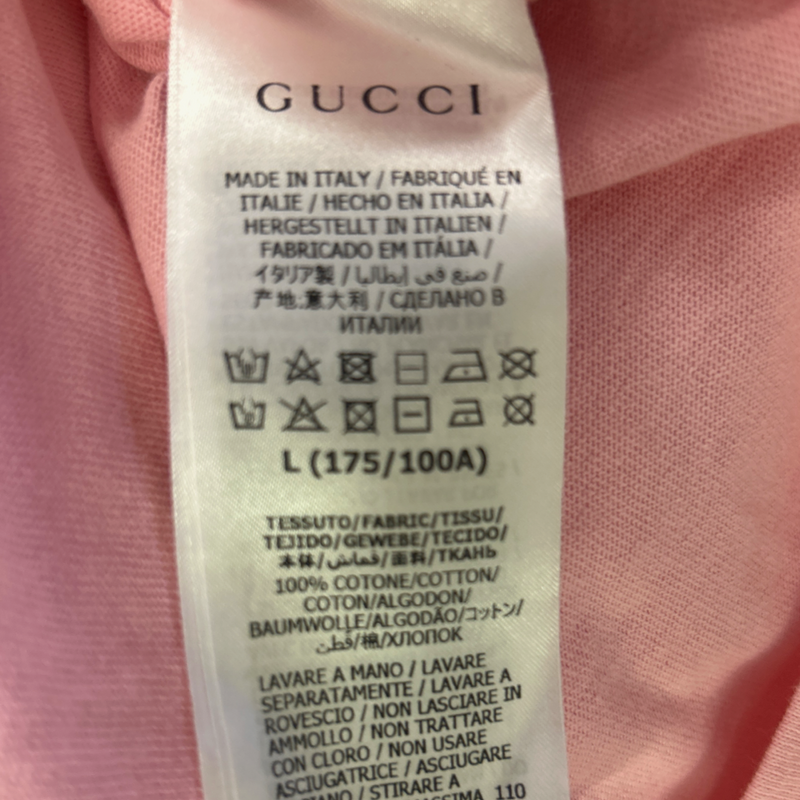 GUCCI
MADE IN ITALY / FABRIQUÉ EN
ITALIE / HECHO EN ITALIA /
HERGESTELLT IN ITALIEN /
FABRICADO EM ITÁLIA /
イタリア製 / صنع في إيطاليا /
产地:意大利 / СДЕЛАНО В
ИТАЛИИ
L (175/100A)
TESSUTO/FABRIC/TISSU/
TEJIDO/GEWEBE/TECIDO/
本体/قماش/面料/ТКАНЬ
100% COTONE/COTTON/
COTON/ALGODON/
BAUMWOLLE/ALGODÃO/コットン/
قطن/棉/ХЛОПОК
LAVARE A MANO / LAVARE
SEPARATAMENTE / LAVARE A
ROVESCIO / NON LASCIARE IN
AMMOLLO / NON TRATTARE
CON CLORO / NON USARE
ASCIUGATRICE / ASCIUGARE
STIRARE A
110